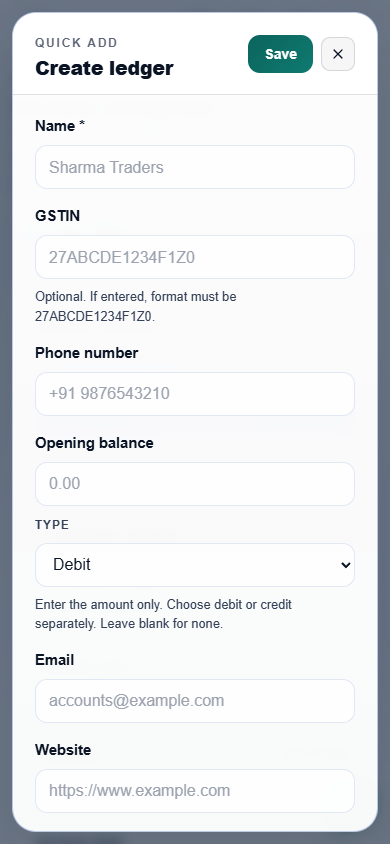 QUICK ADD
Create ledger
Save
×
Name *
Sharma Traders
GSTIN
27ABCDE1234F1Z0
Optional. If entered, format must be
27ABCDE1234F1Z0.
Phone number
+91 9876543210
Opening balance
0.00
TYPE
Debit
Enter the amount only. Choose debit or credit
separately. Leave blank for none.
Email
accounts@example.com
Website
https://www.example.com